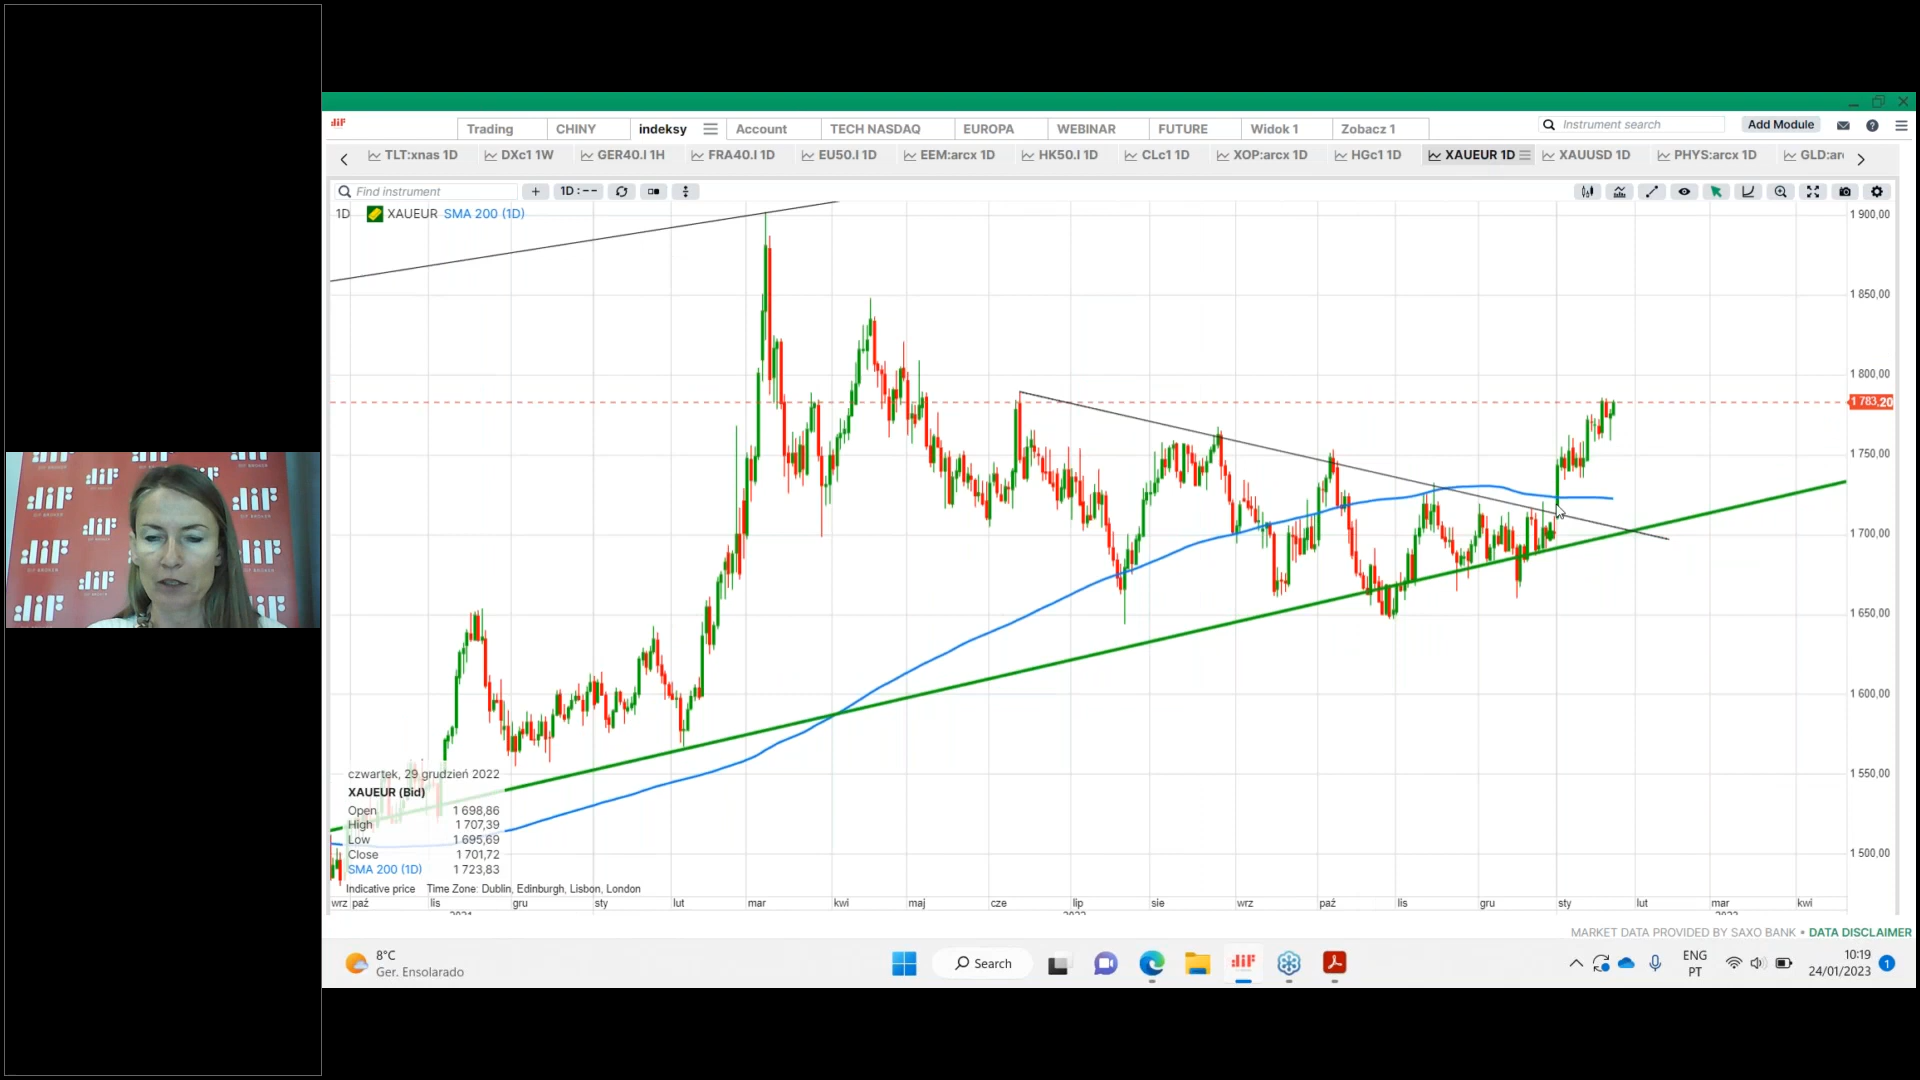 dif
Trading
CHINY
indeksy
Account
TECH NASDAQ
EUROPA
WEBINAR
FUTURE
Widok 1
Zobacz 1
Instrument search
Add Module
TLT:xnas 1D
DXc1 1W
GER40.I 1H
FRA40.I 1D
EU50.I 1D
EEM:arcx 1D
HK50.I 1D
CLc1 1D
XOP:arcx 1D
HGc1 1D
XAUEUR 1D
XAUUSD 1D
PHYS:arcx 1D
Find instrument
1D : --
1D XAUEUR SMA 200 (1D)
1 900,00
1 850,00
1 800,00
1 783,20
1 750,00
1 700,00
1 650,00
1 600,00
1 550,00
1 500,00
dif
DIF BROKER
czwartek, 29 grudzień 2022
XAUEUR (Bid)
Open 1 698,86
High 1 707,39
Low 1 695,69
Close 1 701,72
SMA 200 (1D) 1 723,83
Indicative price Time Zone: Dublin, Edinburgh, Lisbon, London
wrz paź lis gru sty lut mar kwi maj cze lip sie wrz paź lis gru sty lut mar kwi
MARKET DATA PROVIDED BY SAXO BANK • DATA DISCLAIMER
8°C
Ger. Ensolarado
Search
dif
ENG
PT
10:19
24/01/2023
1